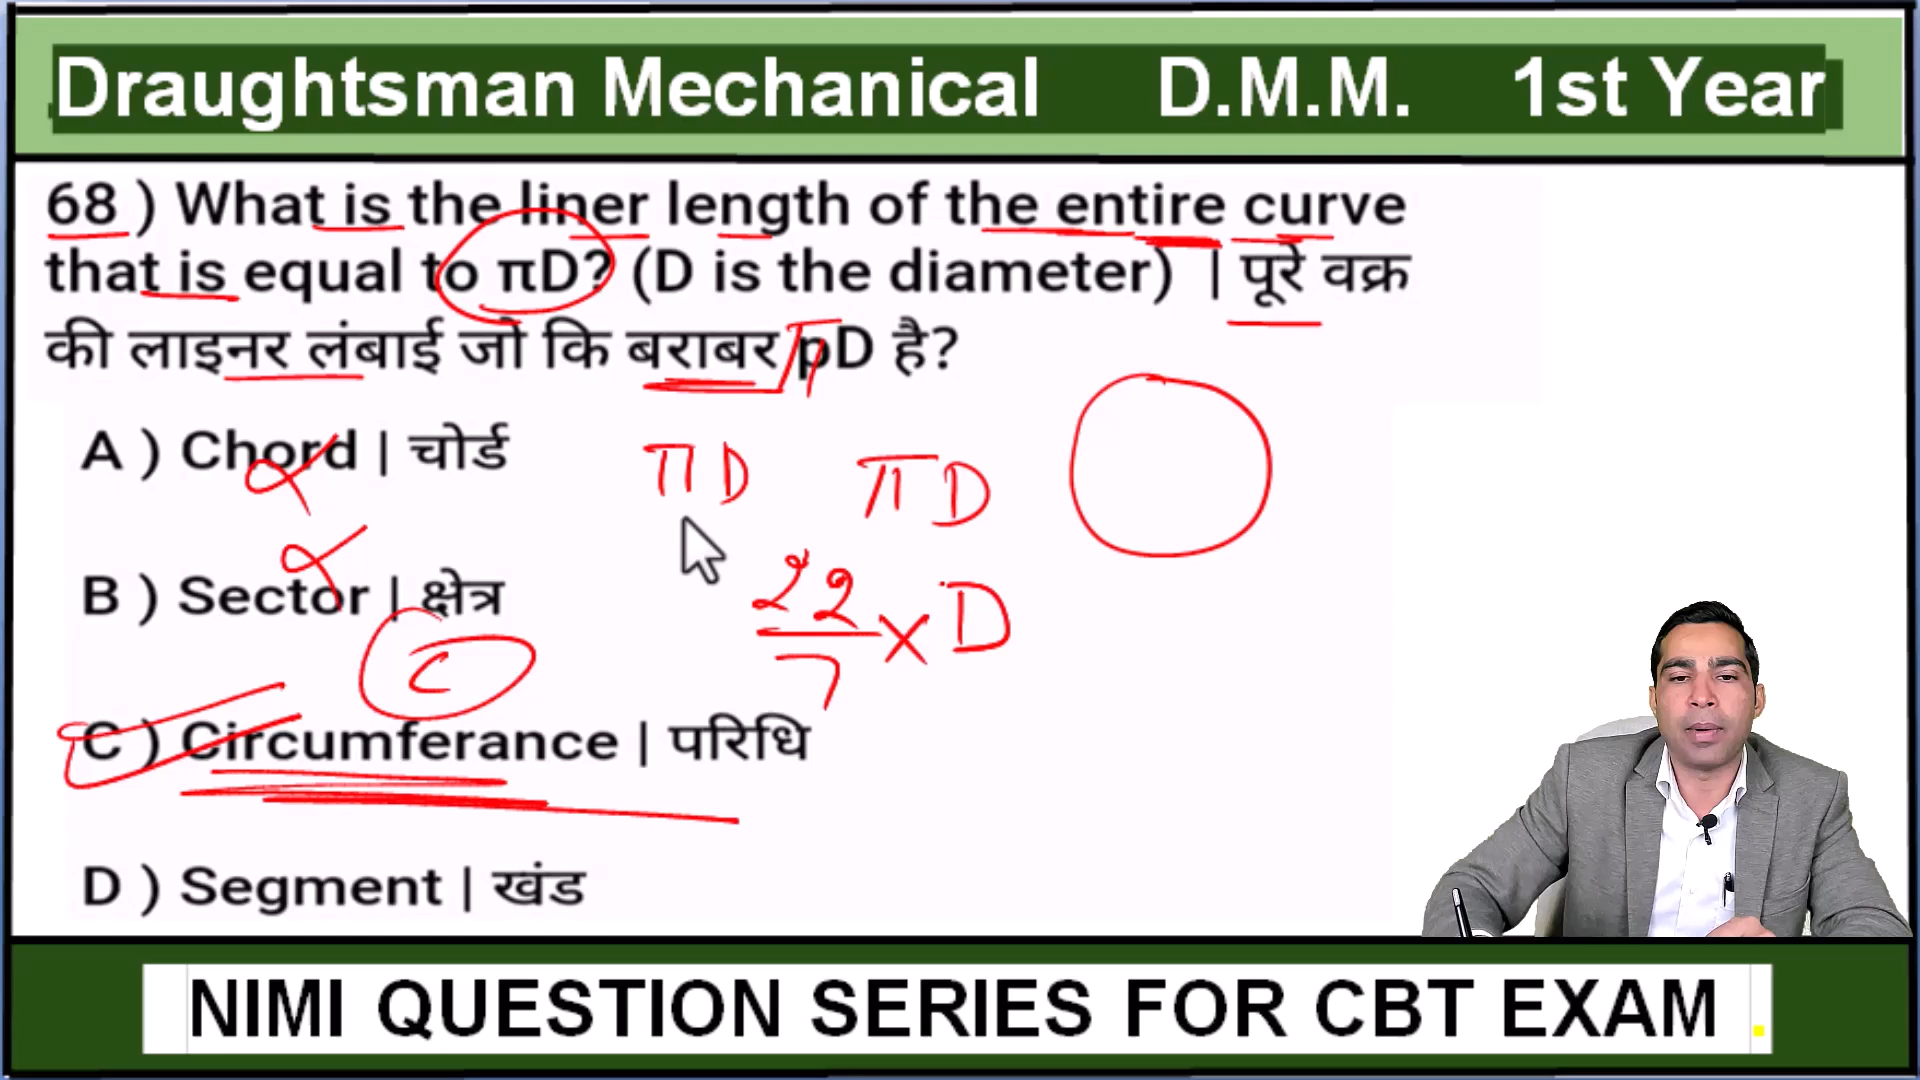 Draughtsman Mechanical D.M.M. 1st Year
68 ) What is the liner length of the entire curve
that is equal to πD? (D is the diameter) | पूरे वक्र
की लाइनर लंबाई जो कि बराबर pD है?
π
A ) Chord | चोर्ड
πD πD
B ) Sector | क्षेत्र
22/7 × D
C
C ) Circumferance | परिधि
D ) Segment | खंड
NIMI QUESTION SERIES FOR CBT EXAM .